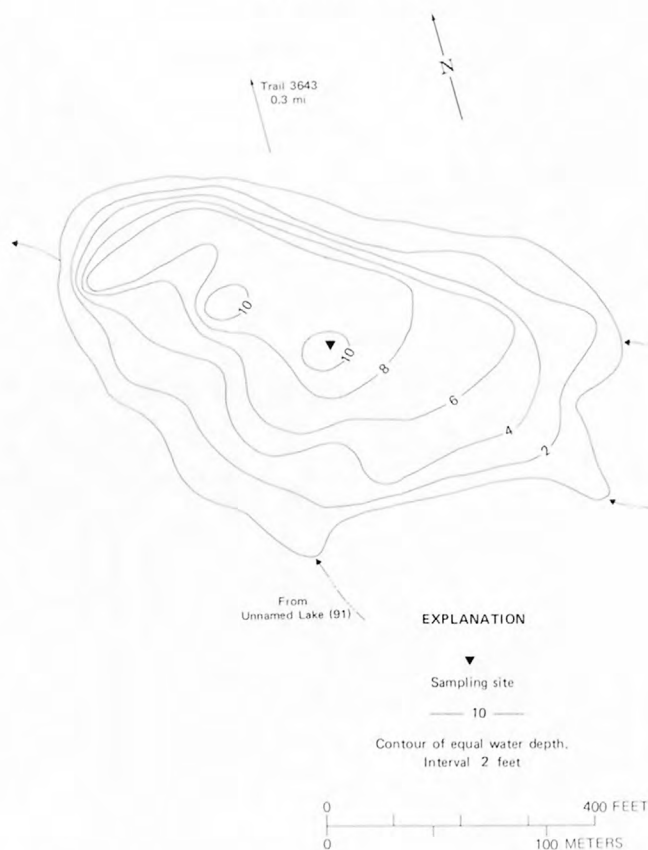 N
Trail 3643
0.3 mi
10
10
8
6
4
2
From
Unnamed Lake (91)
EXPLANATION
Sampling site
10
Contour of equal water depth.
Interval 2 feet
0 400 FEET
0 100 METERS